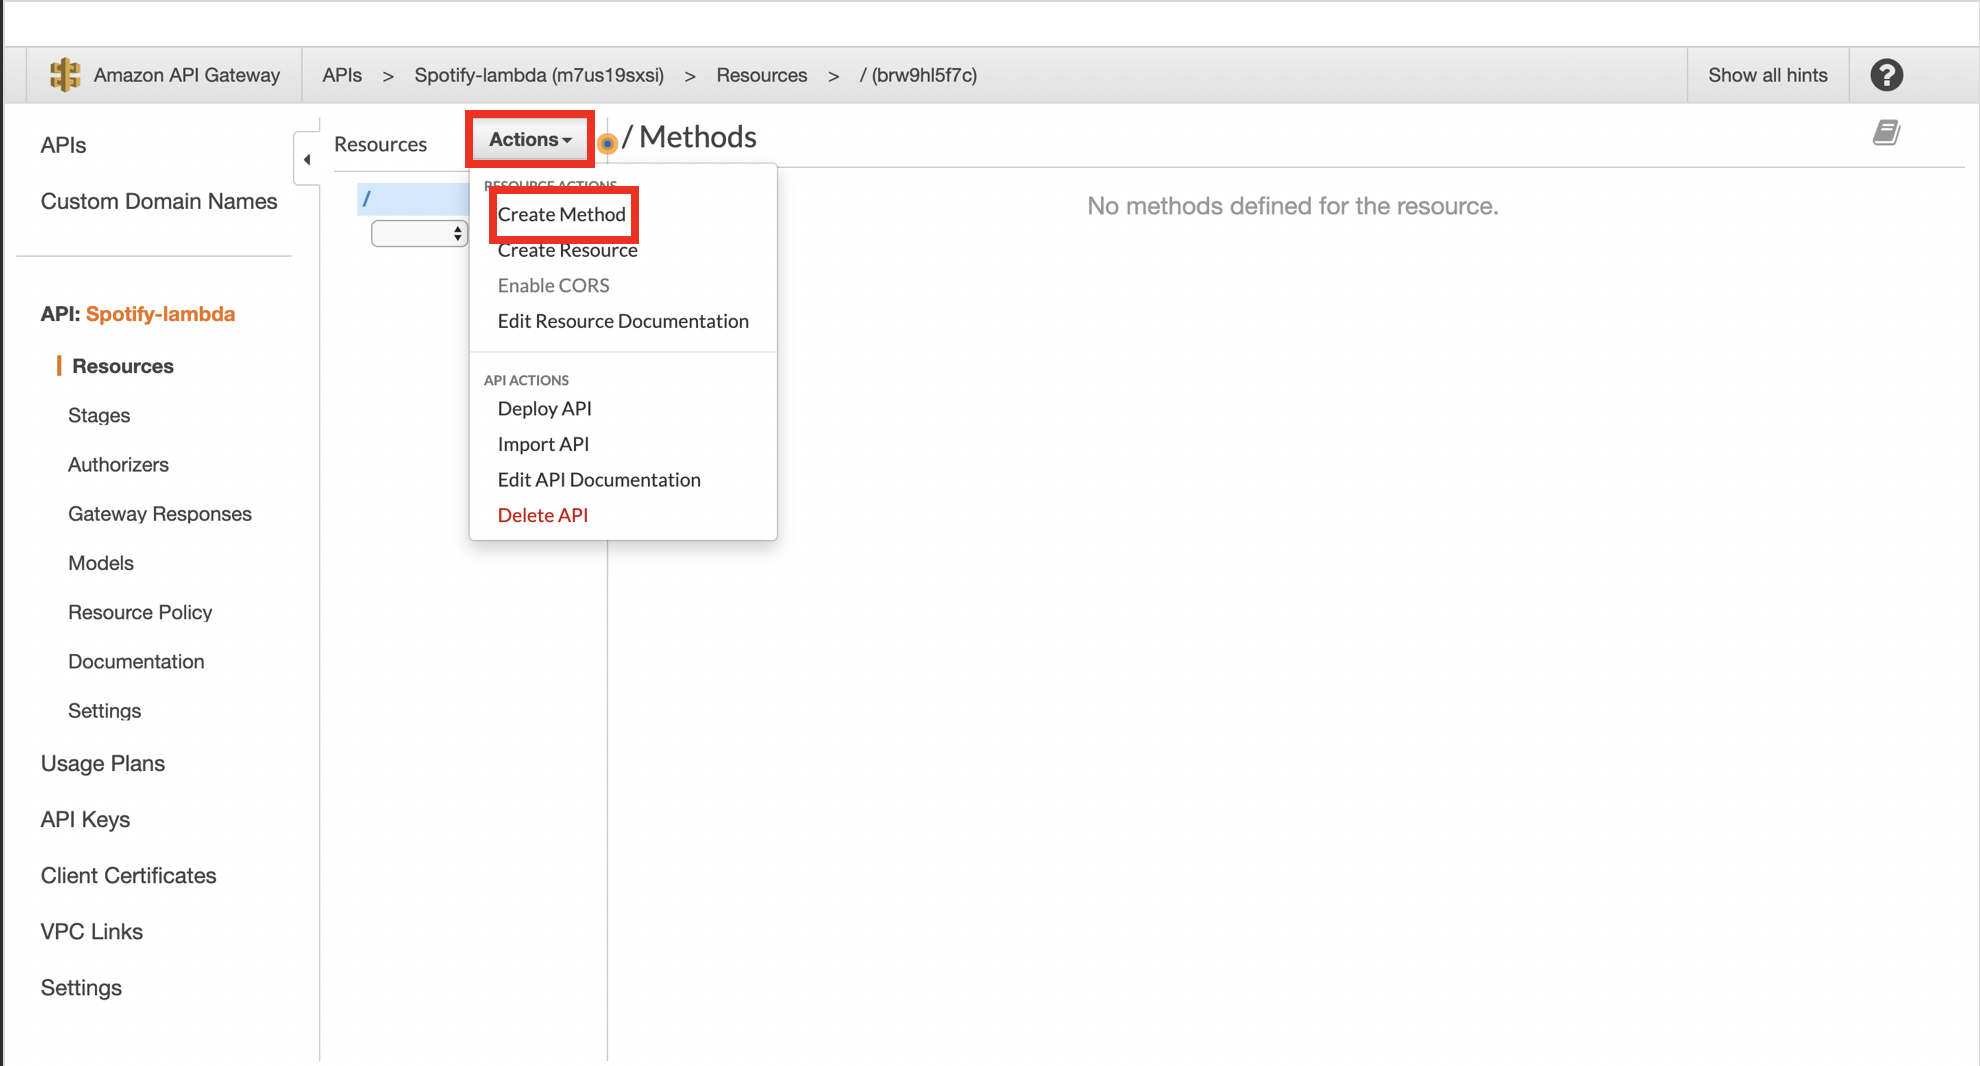 Amazon API Gateway APIs > Spotify-lambda (m7us19sxsi) > Resources > / (brw9hl5f7c) Show all hints ?
APIs
Custom Domain Names
API: Spotify-lambda
Resources
Stages
Authorizers
Gateway Responses
Models
Resource Policy
Documentation
Settings
Usage Plans
API Keys
Client Certificates
VPC Links
Settings
Resources
Actions
/
RESOURCE ACTIONS
Create Method
Create Resource
Enable CORS
Edit Resource Documentation
API ACTIONS
Deploy API
Import API
Edit API Documentation
Delete API
/ Methods
No methods defined for the resource.